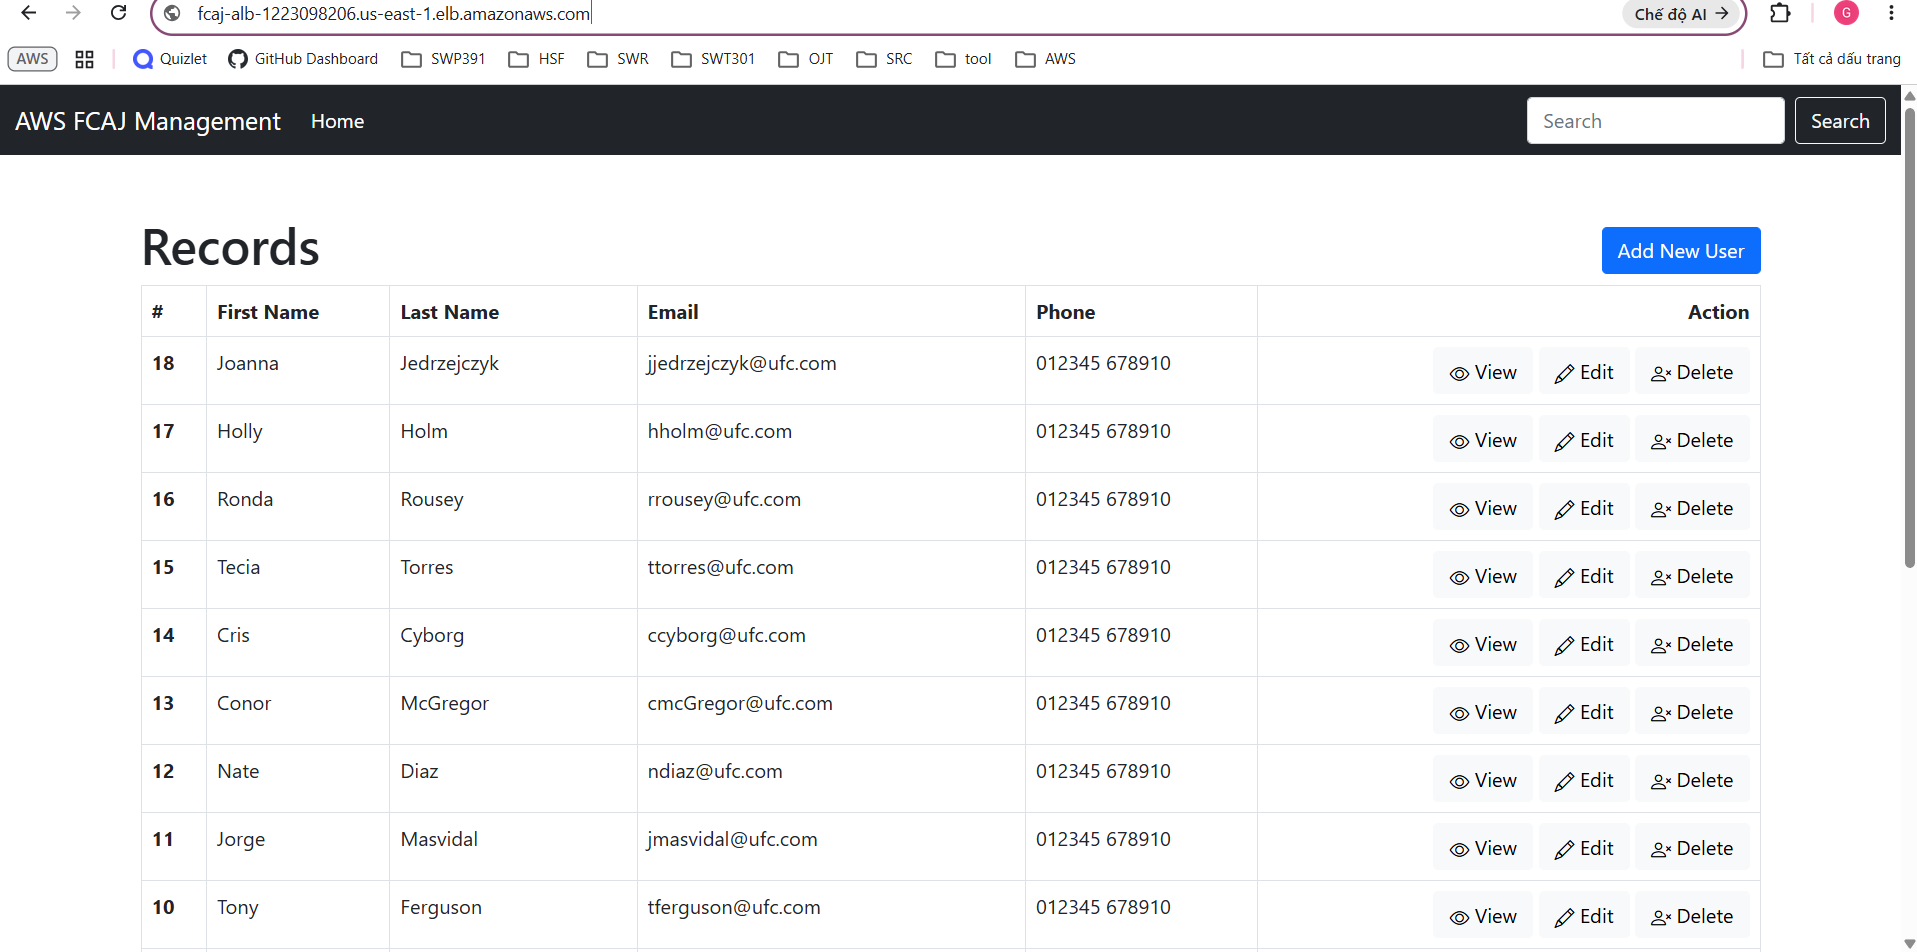 fcaj-alb-1223098206.us-east-1.elb.amazonaws.com Chế độ AI G
AWS Quizlet GitHub Dashboard SWP391 HSF SWR SWT301 OJT SRC tool AWS Tất cả dấu trang
AWS FCAJ Management Home Search Search
Records Add New User
# First Name Last Name Email Phone Action
18 Joanna Jedrzejczyk jjedrzejczyk@ufc.com 012345 678910 View Edit Delete
17 Holly Holm hholm@ufc.com 012345 678910 View Edit Delete
16 Ronda Rousey rrousey@ufc.com 012345 678910 View Edit Delete
15 Tecia Torres ttorres@ufc.com 012345 678910 View Edit Delete
14 Cris Cyborg ccyborg@ufc.com 012345 678910 View Edit Delete
13 Conor McGregor cmcGregor@ufc.com 012345 678910 View Edit Delete
12 Nate Diaz ndiaz@ufc.com 012345 678910 View Edit Delete
11 Jorge Masvidal jmasvidal@ufc.com 012345 678910 View Edit Delete
10 Tony Ferguson tferguson@ufc.com 012345 678910 View Edit Delete